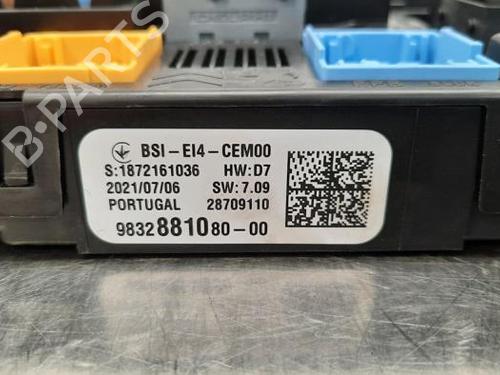 BSI-EI4-CEM00
S:1872161036 HW:D7
2021/07/06 SW:7.09
PORTUGAL 28709110
9832881080-00
B-PARTS